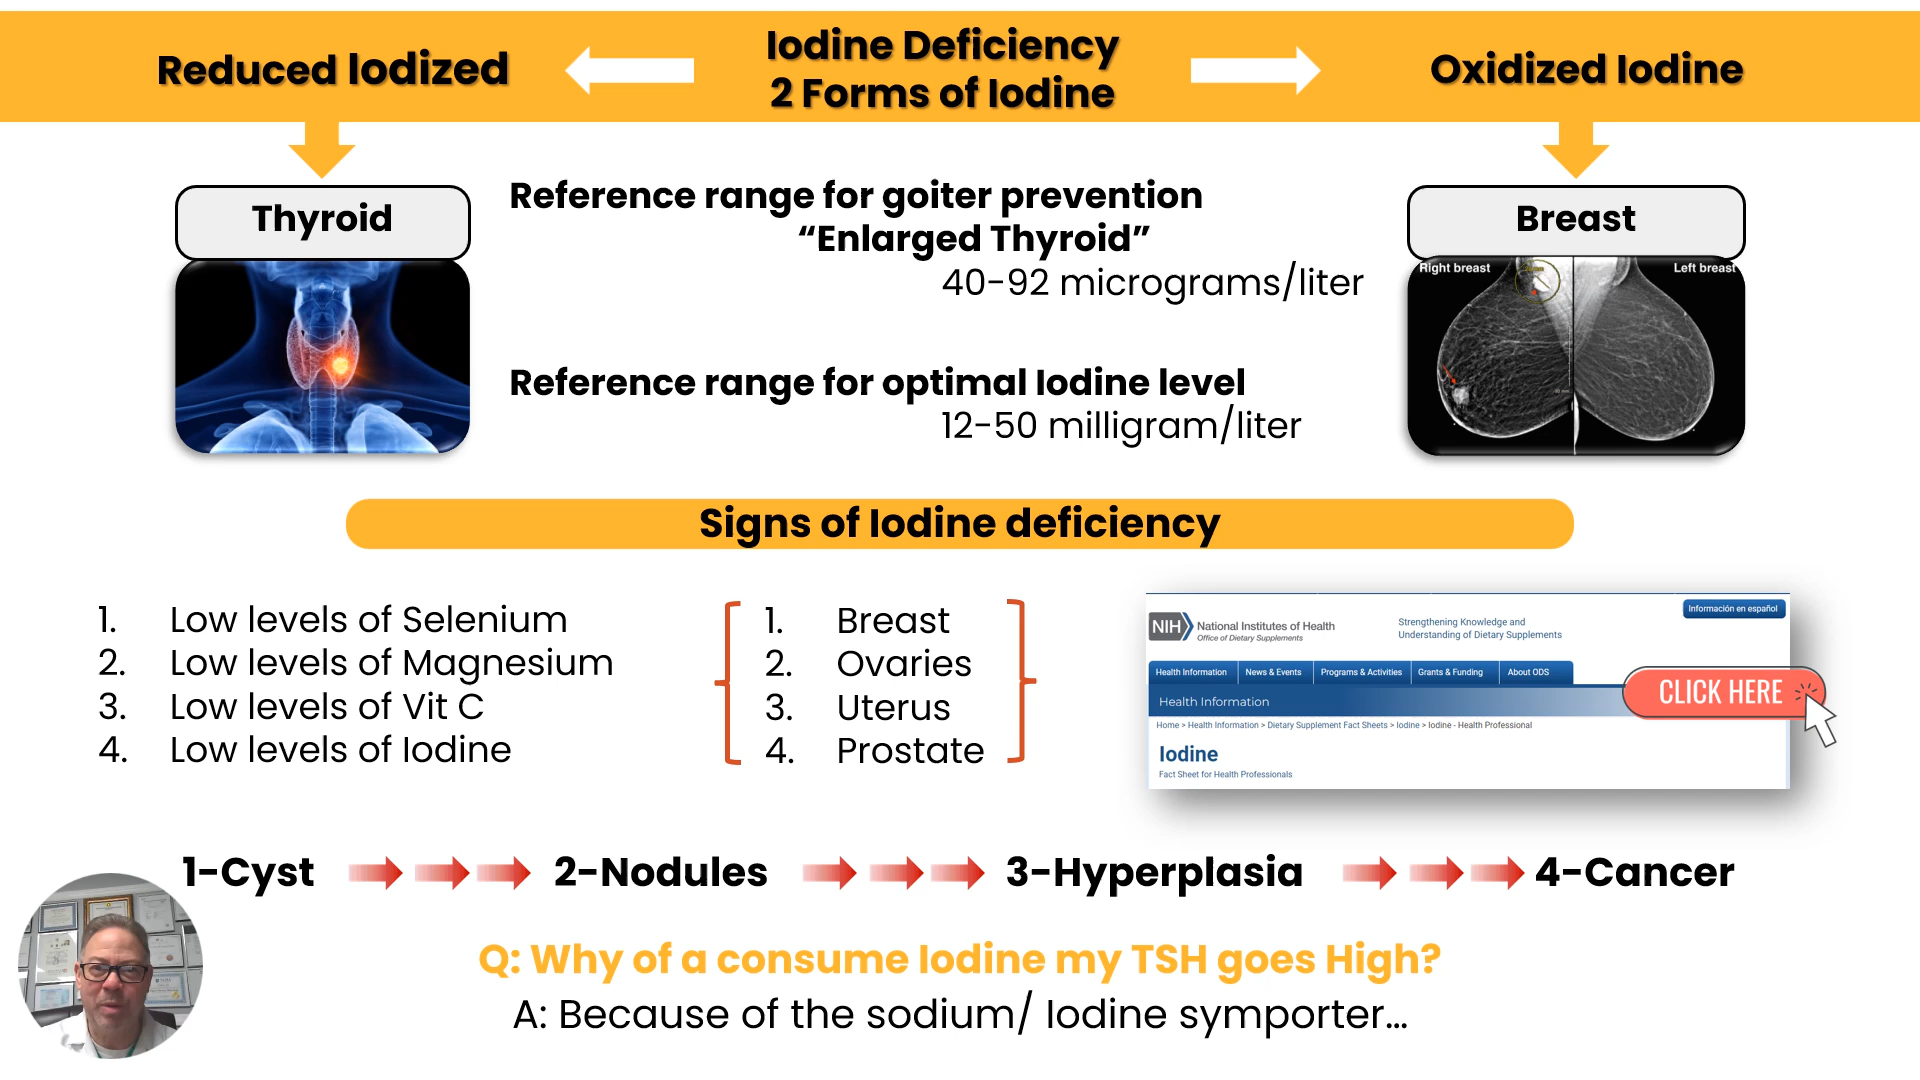 Reduced Iodized
Iodine Deficiency
2 Forms of Iodine
Oxidized Iodine
Thyroid
Reference range for goiter prevention
“Enlarged Thyroid”
40-92 micrograms/liter
Reference range for optimal Iodine level
12-50 milligram/liter
Breast
Right breast
Left breast
Signs of Iodine deficiency
1. Low levels of Selenium
2. Low levels of Magnesium
3. Low levels of Vit C
4. Low levels of Iodine
1. Breast
2. Ovaries
3. Uterus
4. Prostate
Información en español
NIH National Institutes of Health
Office of Dietary Supplements
Strengthening Knowledge and
Understanding of Dietary Supplements
Health Information News & Events Programs & Activities Grants & Funding About ODS
Health Information
CLICK HERE
Home > Health Information > Dietary Supplement Fact Sheets > Iodine > Iodine - Health Professional
Iodine
Fact Sheet for Health Professionals
1-Cyst 2-Nodules 3-Hyperplasia 4-Cancer
Q: Why of a consume Iodine my TSH goes High?
A: Because of the sodium/ Iodine symporter...